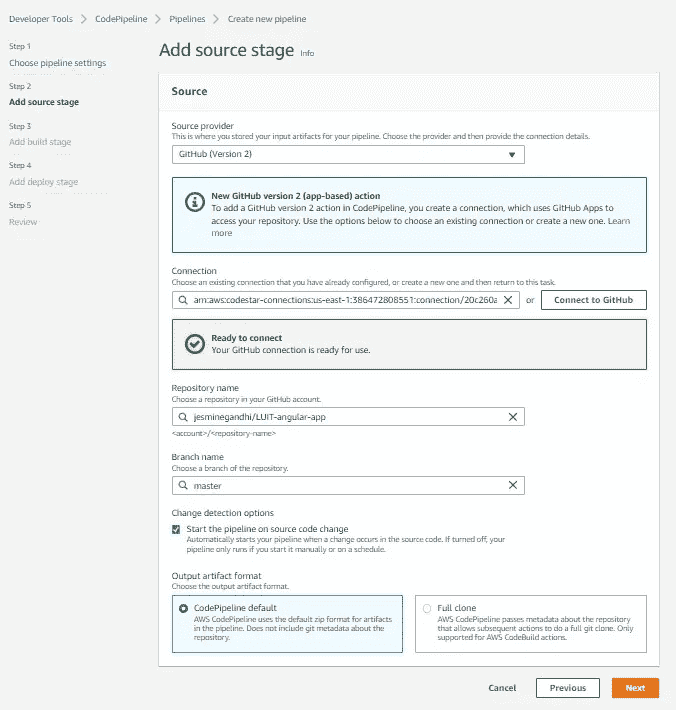 Developer Tools > CodePipeline > Pipelines > Create new pipeline
Step 1
Choose pipeline settings
Step 2
Add source stage
Step 3
Add build stage
Step 4
Add deploy stage
Step 5
Review
Add source stage Info
Source
Source provider
This is where you stored your input artifacts for your pipeline. Choose the provider and then provide the connection details.
GitHub (Version 2)
New GitHub version 2 (app-based) action
To add a GitHub version 2 action in CodePipeline, you create a connection, which uses GitHub Apps to
access your repository. Use the options below to choose an existing connection or create a new one. Learn
more
Connection
Choose an existing connection that you have already configured, or create a new one and then return to this task.
arn:aws:codestar-connections:us-east-1:386472808551:connection/20c260a or Connect to GitHub
Ready to connect
Your GitHub connection is ready for use.
Repository name
Choose a repository in your GitHub account.
jesminegandhi/LUIT-angular-app
<account>/<repository-name>
Branch name
Choose a branch of the repository.
master
Change detection options
Start the pipeline on source code change
Automatically starts your pipeline when a change occurs in the source code. If turned off, your
pipeline only runs if you start it manually or on a schedule.
Output artifact format
Choose the output artifact format.
CodePipeline default
AWS CodePipeline uses the default zip format for artifacts
in the pipeline. Does not include git metadata about the
repository.
Full clone
AWS CodePipeline passes metadata about the repository
that allows subsequent actions to do a full git clone. Only
supported for AWS CodeBuild actions.
Cancel Previous Next